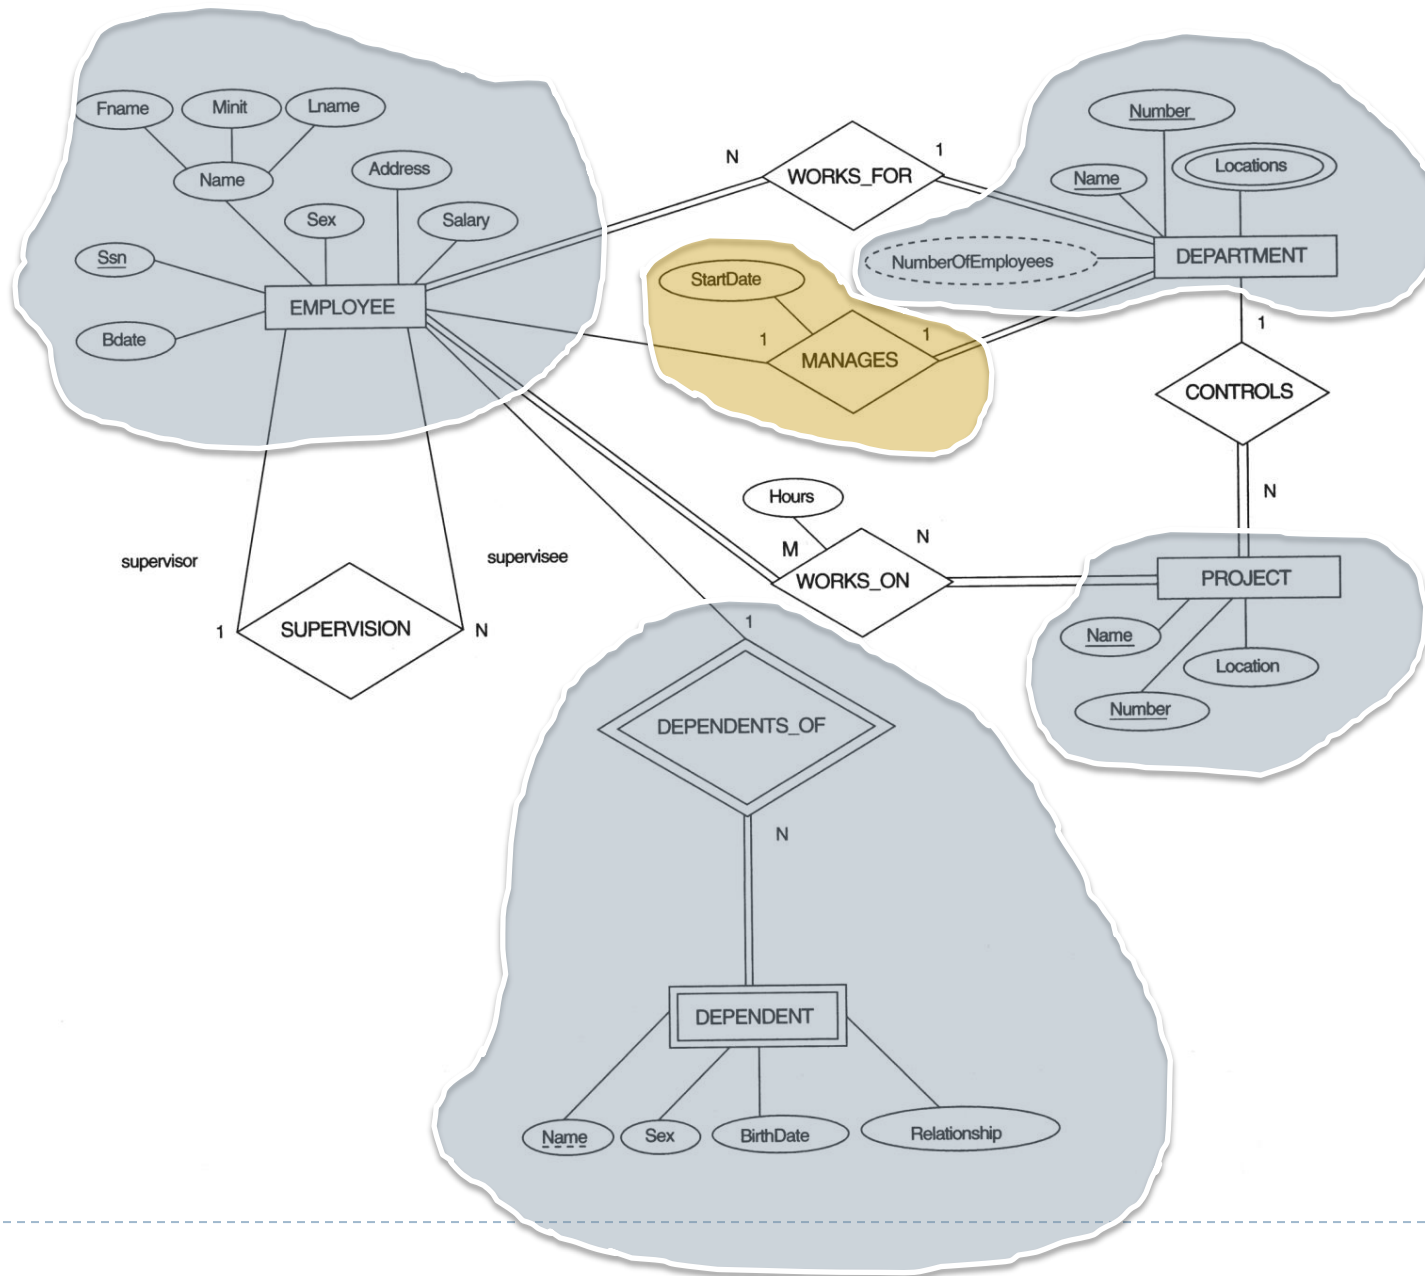 Fname
Minit
Lname
Name
Address
Sex
Salary
Ssn
Bdate
EMPLOYEE
N
WORKS_FOR
1
Number
Name
Locations
NumberOfEmployees
DEPARTMENT
StartDate
1
1
MANAGES
1
CONTROLS
N
Hours
M
N
WORKS_ON
PROJECT
Name
Location
Number
supervisor
supervisee
1
SUPERVISION
N
1
DEPENDENTS_OF
N
DEPENDENT
Name
Sex
BirthDate
Relationship